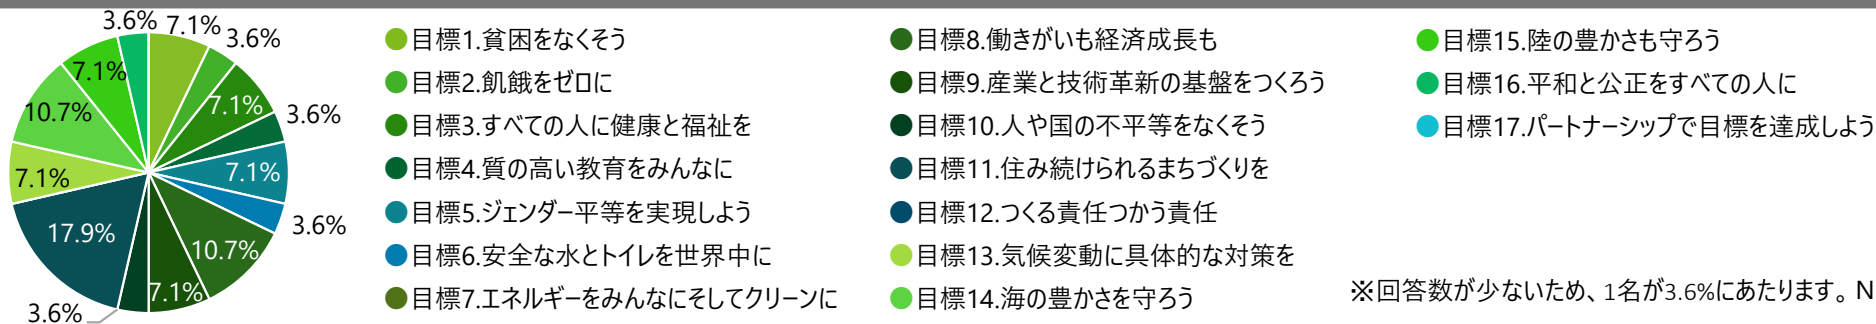 3.6%
7.1%
3.6%
7.1%
3.6%
7.1%
3.6%
10.7%
7.1%
3.6%
17.9%
7.1%
10.7%
7.1%
目標1.貧困をなくそう
目標2.飢餓をゼロに
目標3.すべての人に健康と福祉を
目標4.質の高い教育をみんなに
目標5.ジェンダー平等を実現しよう
目標6.安全な水とトイレを世界中に
目標7.エネルギーをみんなにそしてクリーンに
目標8.働きがいも経済成長も
目標9.産業と技術革新の基盤をつくろう
目標10.人や国の不平等をなくそう
目標11.住み続けられるまちづくりを
目標12.つくる責任つかう責任
目標13.気候変動に具体的な対策を
目標14.海の豊かさを守ろう
目標15.陸の豊かさも守ろう
目標16.平和と公正をすべての人に
目標17.パートナーシップで目標を達成しよう
※回答数が少ないため、1名が3.6%にあたります。N